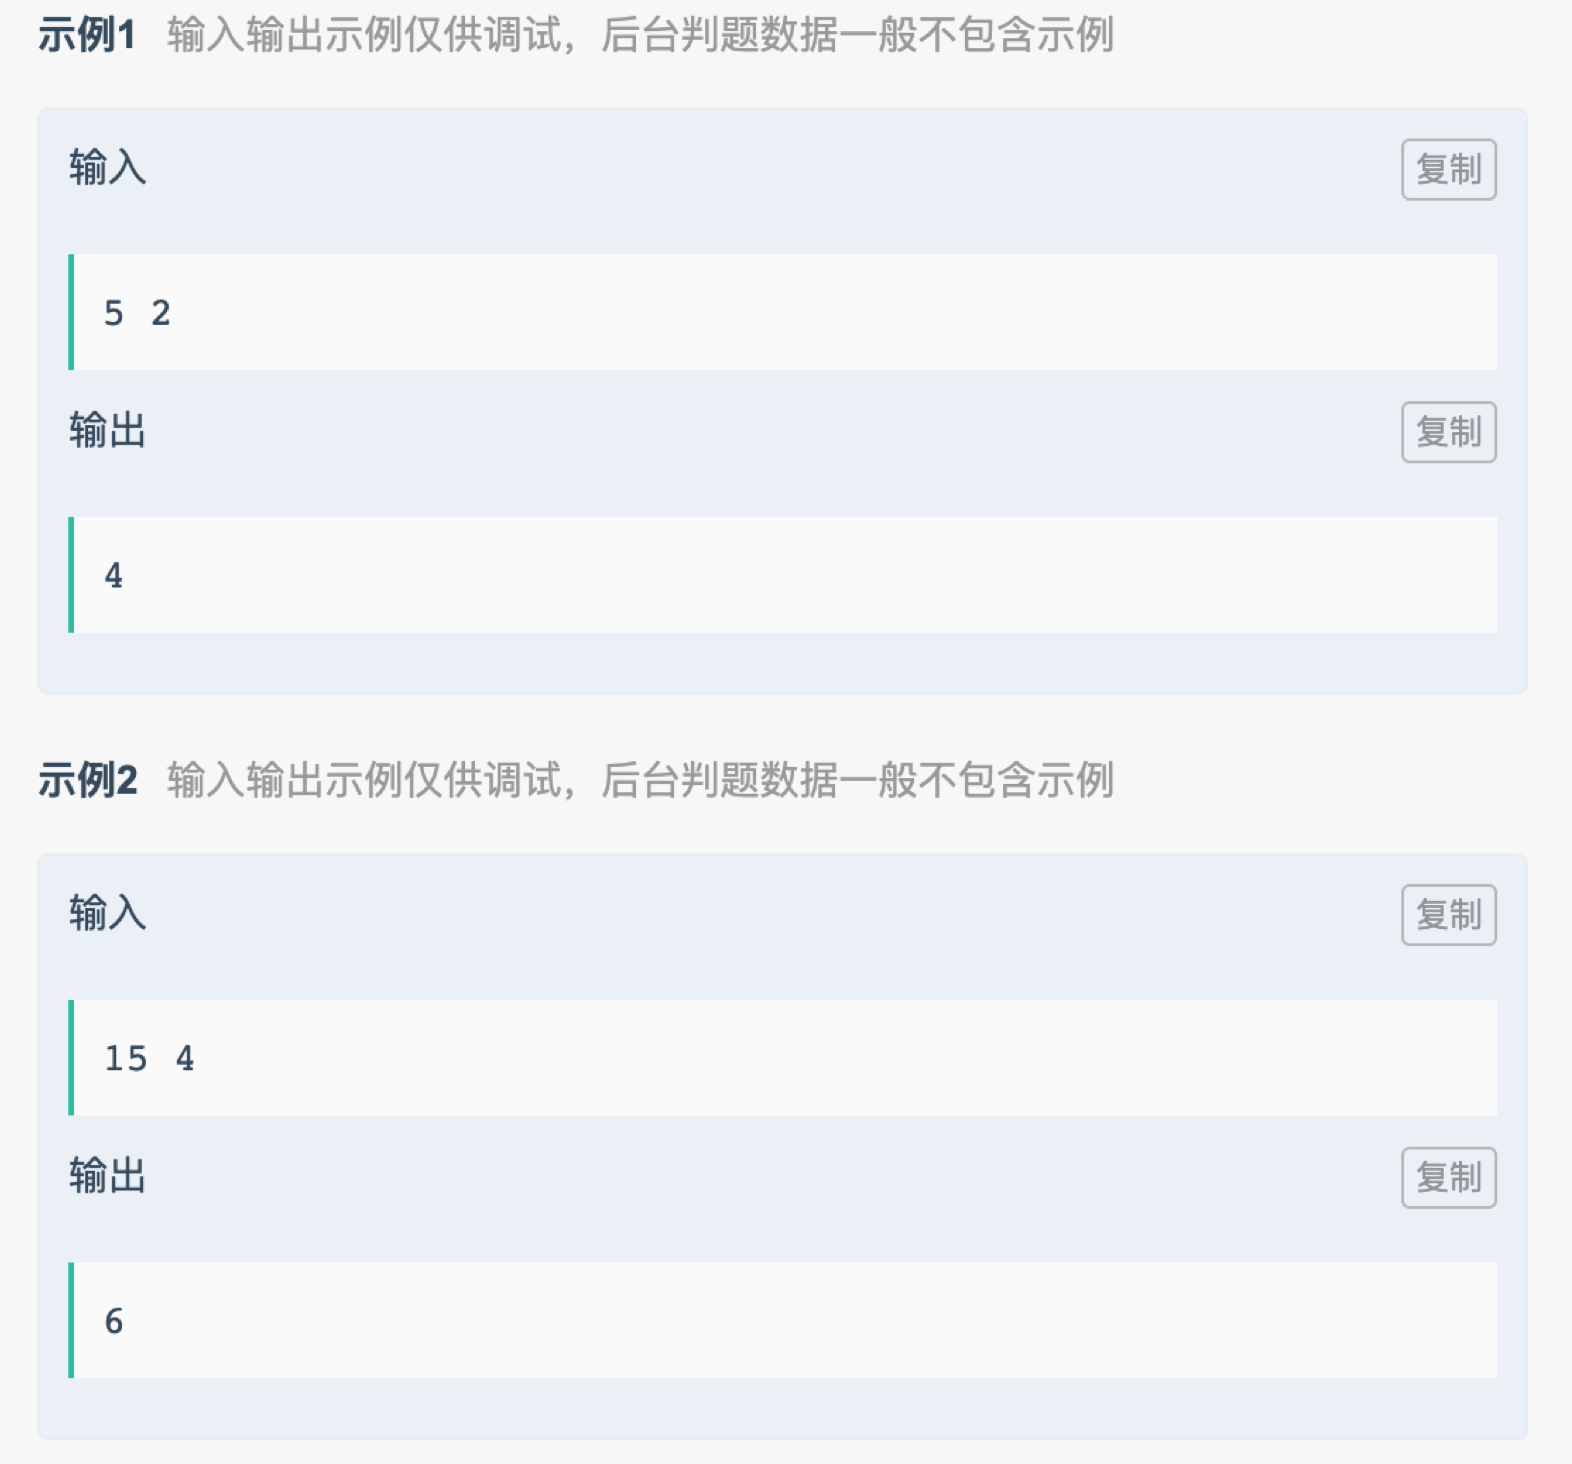 示例1 输入输出示例仅供调试，后台判题数据一般不包含示例
输入 复制
5 2
输出 复制
4
示例2 输入输出示例仅供调试，后台判题数据一般不包含示例
输入 复制
15 4
输出 复制
6